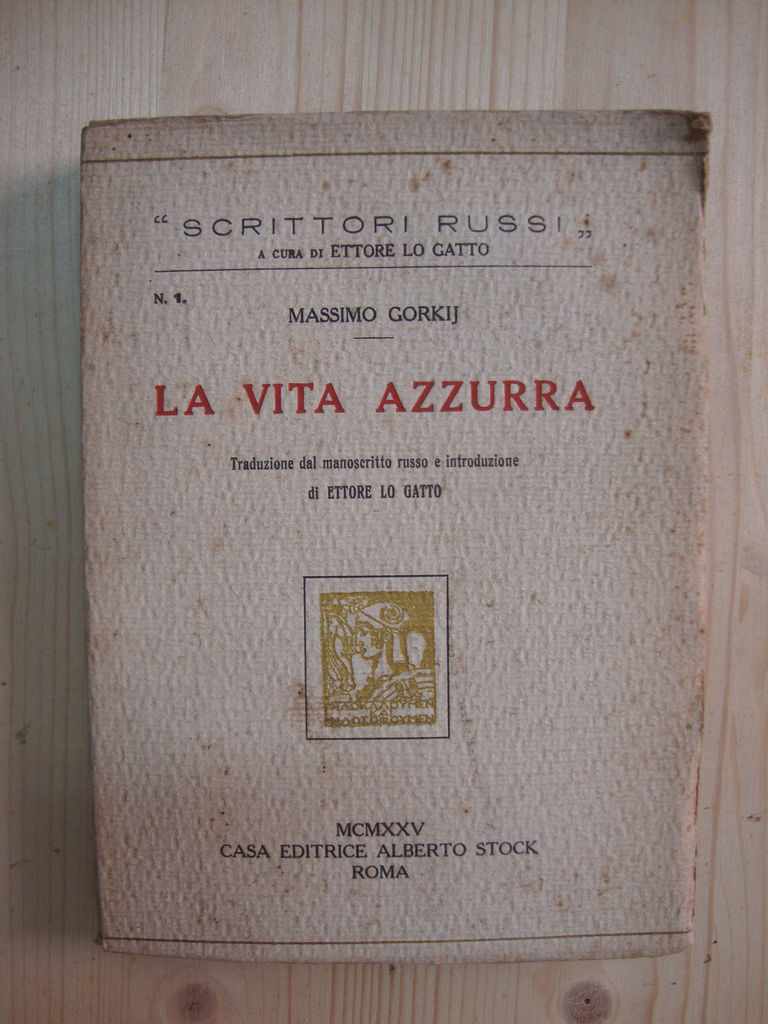 “ SCRITTORI RUSSI „
A CURA DI ETTORE LO GATTO
N. 1.
MASSIMO GORKIJ
LA VITA AZZURRA
Traduzione dal manoscritto russo e introduzione
di ETTORE LO GATTO
MCMXXV
CASA EDITRICE ALBERTO STOCK
ROMA